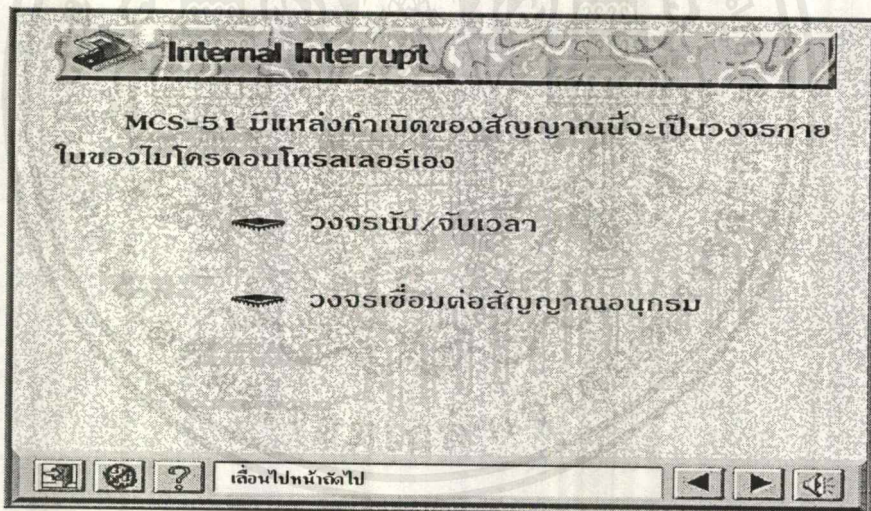 Internal Interrupt
MCS-51 มีแหล่งกำเนิดของสัญญาณนี้จะเป็นวงจรภาย
ในของไมโครคอนโทรลเลอร์เอง
วงจรนับ/จับเวลา
วงจรเชื่อมต่อสัญญาณอนุกรม
?
เลื่อนไปหน้าถัดไป